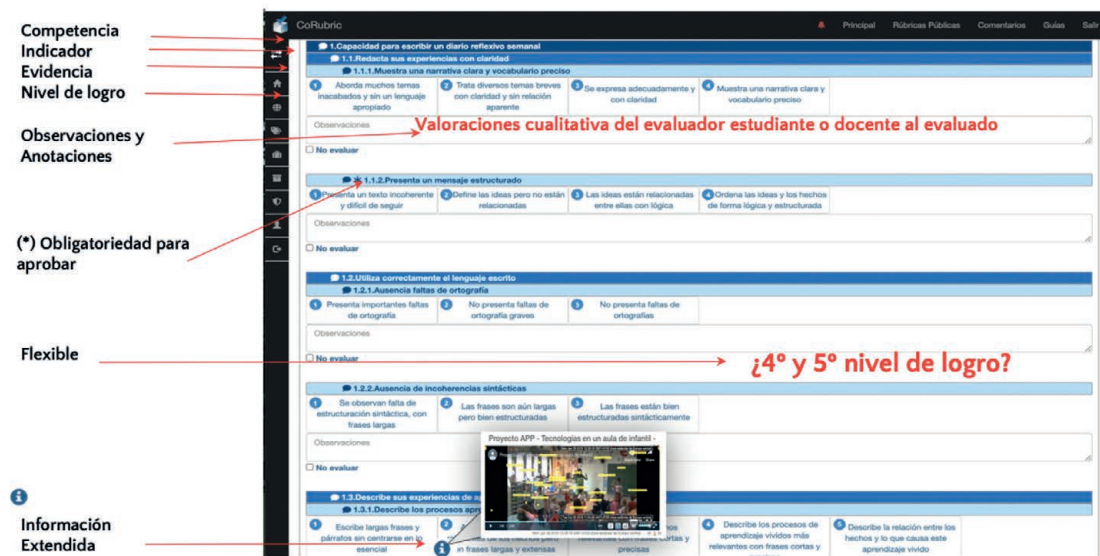 CoRubric
Principal Rúbricas Públicas Comentarios Guías Salir
Competencia
Indicador
Evidencia
Nivel de logro
Observaciones y
Anotaciones
(*) Obligatoriedad para
aprobar
Flexible
Información
Extendida
1.Capacidad para escribir un diario reflexivo semanal
1.1.Redacta sus experiencias con claridad
1.1.1.Muestra una narrativa clara y vocabulario preciso
1 Aborda muchos temas
inacabados y sin un lenguaje
apropiado
2 Trata diversos temas breves
con claridad y sin relación
aparente
3 Se expresa adecuadamente y
con claridad
4 Muestra una narrativa clara y
vocabulario preciso
Observaciones
Valoraciones cualitativa del evaluador estudiante o docente al evaluado
No evaluar
* 1.1.2.Presenta un mensaje estructurado
1 Presenta un texto incoherente
y difícil de seguir
2 Define las ideas pero no están
relacionadas
3 Las ideas están relacionadas
entre ellas con lógica
4 Ordena las ideas y los hechos
de forma lógica y estructurada
Observaciones
No evaluar
1.2.Utiliza correctamente el lenguaje escrito
1.2.1.Ausencia faltas de ortografía
1 Presenta importantes faltas
de ortografía
2 No presenta faltas de
ortografía graves
3 No presenta faltas de
ortografías
Observaciones
No evaluar
¿4º y 5º nivel de logro?
1.2.2.Ausencia de incoherencias sintácticas
1 Se observan falta de
estructuración sintáctica, con
frases largas
2 Las frases son aún largas
pero bien estructuradas
3 Las frases están bien
estructuradas sintácticamente
Observaciones
No evaluar
Proyecto APP - Tecnologías en un aula de infantil -
1.3.Describe sus experiencias de
1.3.1.Describe los procesos
1 Escribe largas frases y
párrafos sin centrarse en lo
esencial
2
frases largas y extensas
relevantes con frases cortas y
precisas
4 Describe los procesos de
aprendizaje vividos más
relevantes con frases cortas y
5 Describe la relación entre los
hechos y lo que causa este
aprendizaje vivido